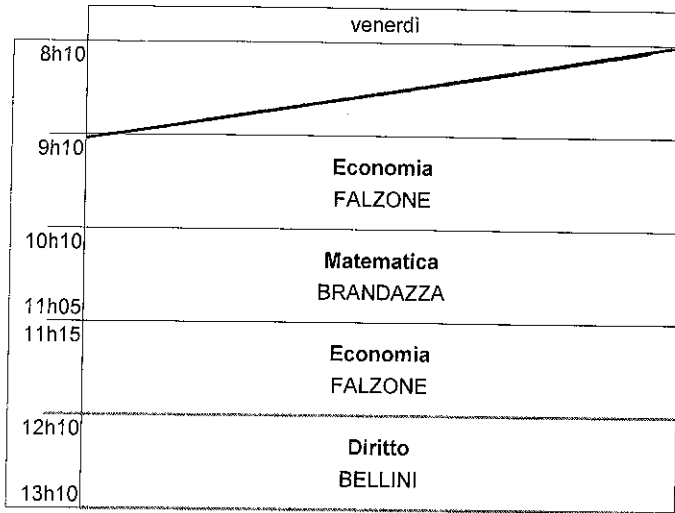 venerdì
8h10
9h10
Economia
FALZONE
10h10
Matematica
BRANDAZZA
11h05
11h15
Economia
FALZONE
12h10
Diritto
BELLINI
13h10